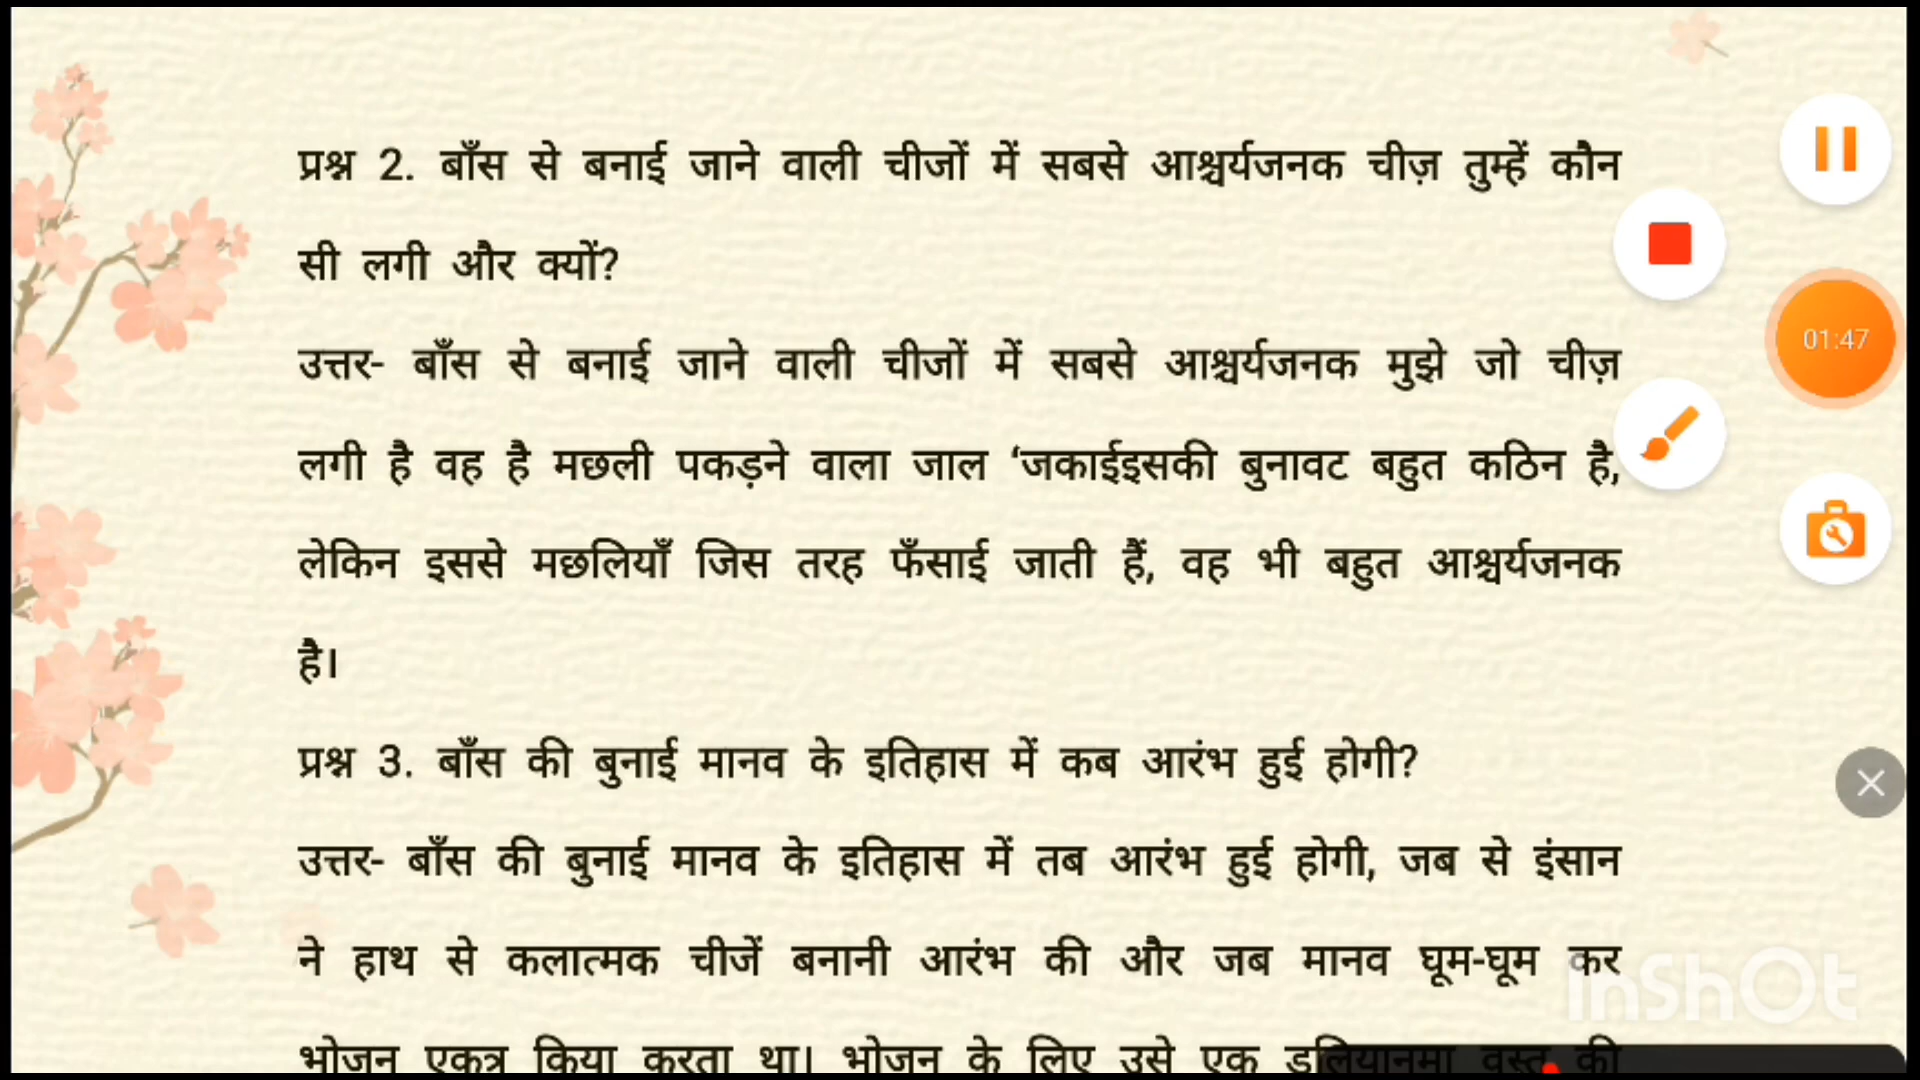 प्रश्न 2. बाँस से बनाई जाने वाली चीजों में सबसे आश्चर्यजनक चीज़ तुम्हें कौन
सी लगी और क्यों?
उत्तर- बाँस से बनाई जाने वाली चीजों में सबसे आश्चर्यजनक मुझे जो चीज़
लगी है वह है मछली पकड़ने वाला जाल ‘जकाईइसकी बुनावट बहुत कठिन है,
लेकिन इससे मछलियाँ जिस तरह फँसाई जाती हैं, वह भी बहुत आश्चर्यजनक
है।
प्रश्न 3. बाँस की बुनाई मानव के इतिहास में कब आरंभ हुई होगी?
उत्तर- बाँस की बुनाई मानव के इतिहास में तब आरंभ हुई होगी, जब से इंसान
ने हाथ से कलात्मक चीजें बनानी आरंभ की और जब मानव घूम-घूम कर
भोजन एकत्र किया करता था। भोजन के लिए उसे एक डलियानुमा वस्तु की
01:47
InShOt